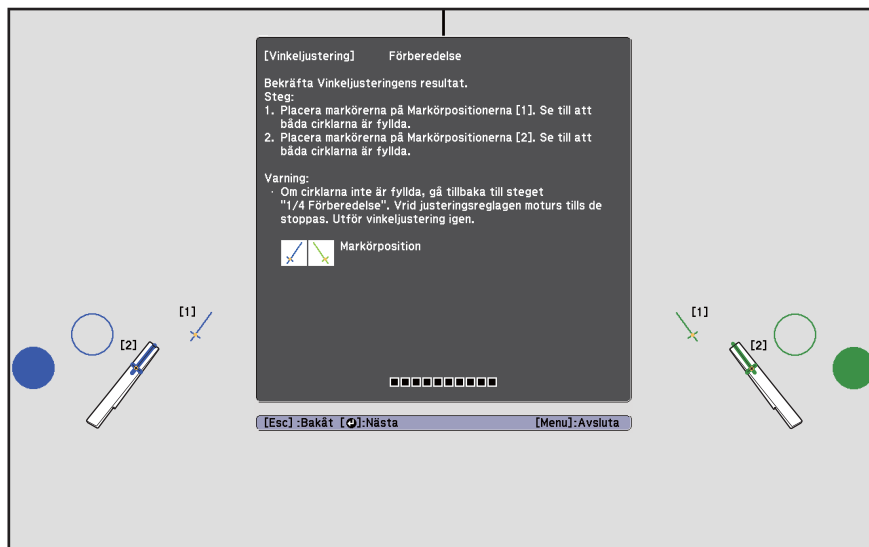 [Vinkeljustering] Förberedelse
Bekräfta Vinkeljusteringens resultat.
Steg:
1. Placera markörerna på Markörpositionerna [1]. Se till att
båda cirklarna är fyllda.
2. Placera markörerna på Markörpositionerna [2]. Se till att
båda cirklarna är fyllda.
Varning:
· Om cirklarna inte är fyllda, gå tillbaka till steget
"1/4 Förberedelse". Vrid justeringsreglagen moturs tills de
stoppas. Utför vinkeljustering igen.
Markörposition
[1]
[2]
[1]
[2]
[Esc] :Bakåt [↵]:Nästa [Menu]:Avsluta